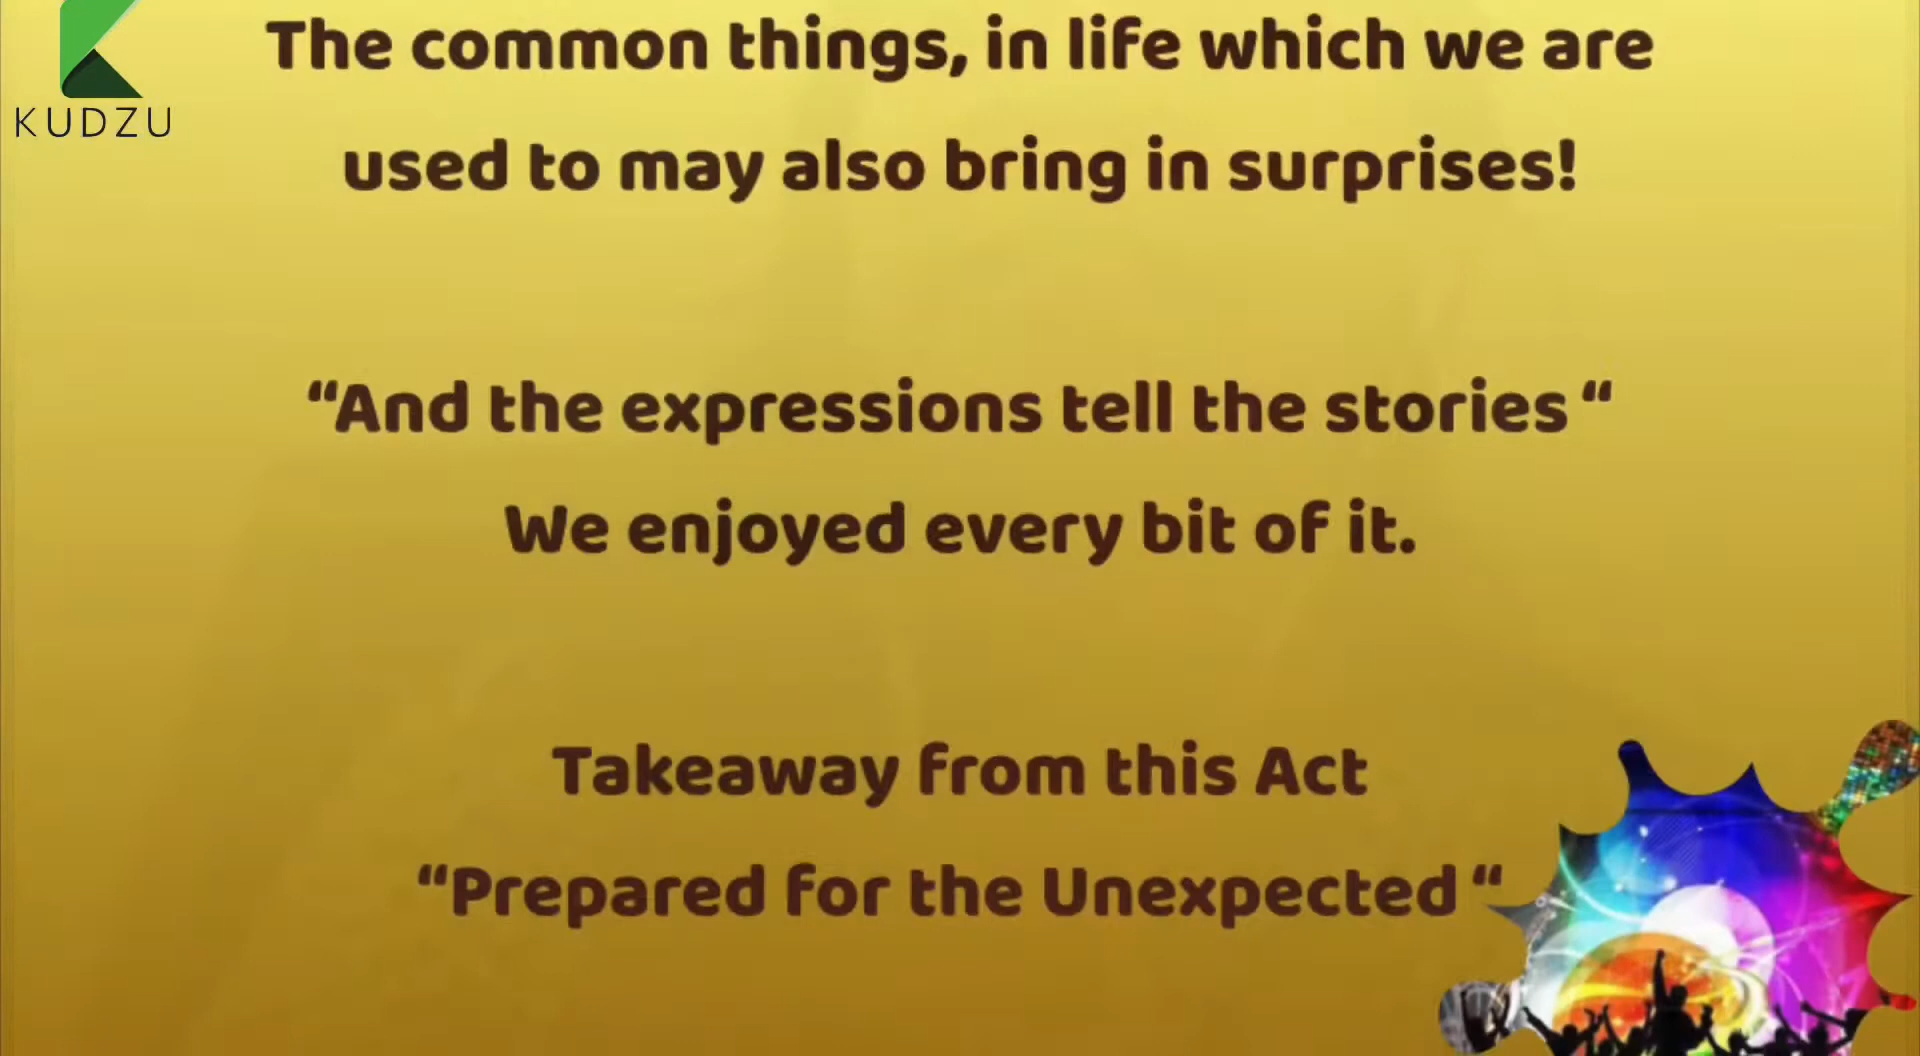 KUDZU
The common things, in life which we are
used to may also bring in surprises!
“And the expressions tell the stories “
We enjoyed every bit of it.
Takeaway from this Act
“Prepared for the Unexpected “